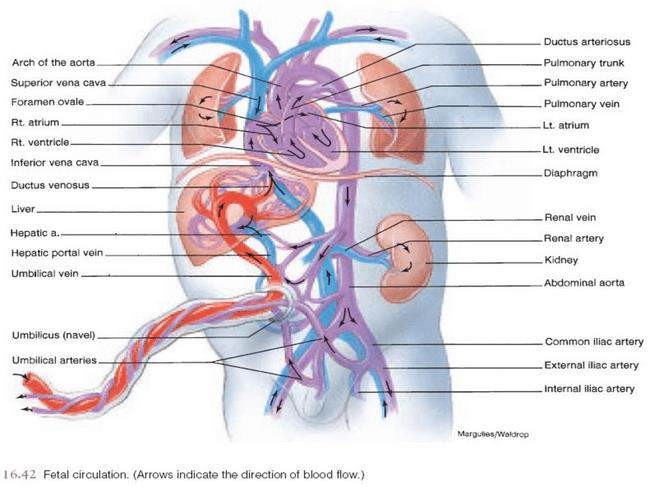 Arch of the aorta
Superior vena cava
Foramen ovale
Rt. atrium
Rt. ventricle
Inferior vena cava
Ductus venosus
Liver
Hepatic a.
Hepatic portal vein
Umbilical vein
Umbilicus (navel)
Umbilical arteries
Ductus arteriosus
Pulmonary trunk
Pulmonary artery
Pulmonary vein
Lt. atrium
Lt. ventricle
Diaphragm
Renal vein
Renal artery
Kidney
Abdominal aorta
Common iliac artery
External iliac artery
Internal iliac artery
Margulies/Waldrop
16.42 Fetal circulation. (Arrows indicate the direction of blood flow.)